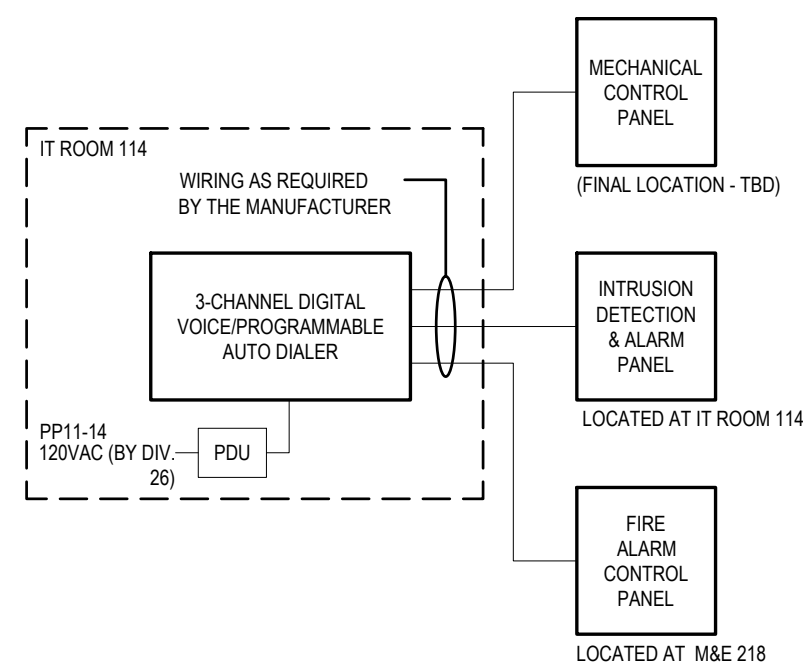 MECHANICAL
CONTROL
PANEL
(FINAL LOCATION - TBD)
IT ROOM 114
WIRING AS REQUIRED
BY THE MANUFACTURER
3-CHANNEL DIGITAL
VOICE/PROGRAMMABLE
AUTO DIALER
INTRUSION
DETECTION
& ALARM
PANEL
LOCATED AT IT ROOM 114
PP11-14
120VAC (BY DIV.
26)
PDU
FIRE
ALARM
CONTROL
PANEL
LOCATED AT M&E 218